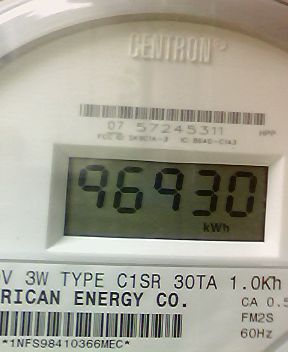 CENTRON®
07 57245311
HPP
96930
kWh
V 3W TYPE C1SR 30TA 1.0Kh
RICAN ENERGY CO.
CA 0.5
FM2S
60Hz
*1NFS98410366MEC*